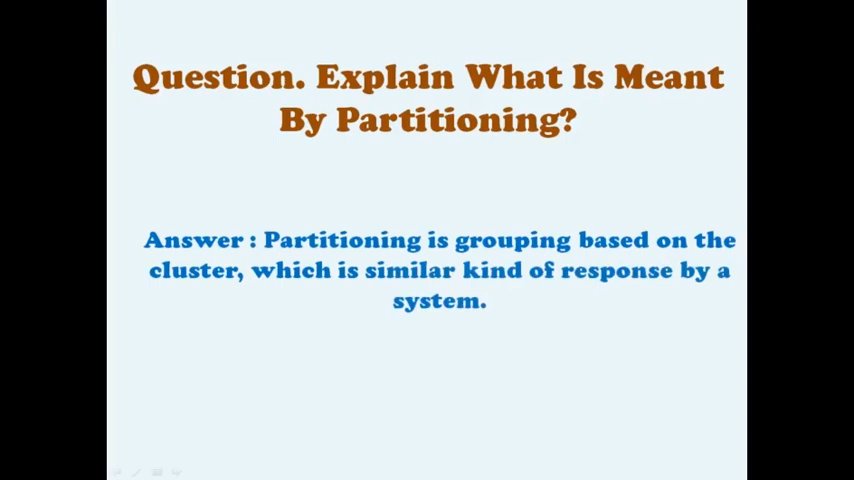 Question. Explain What Is Meant
By Partitioning?
Answer : Partitioning is grouping based on the
cluster, which is similar kind of response by a
system.